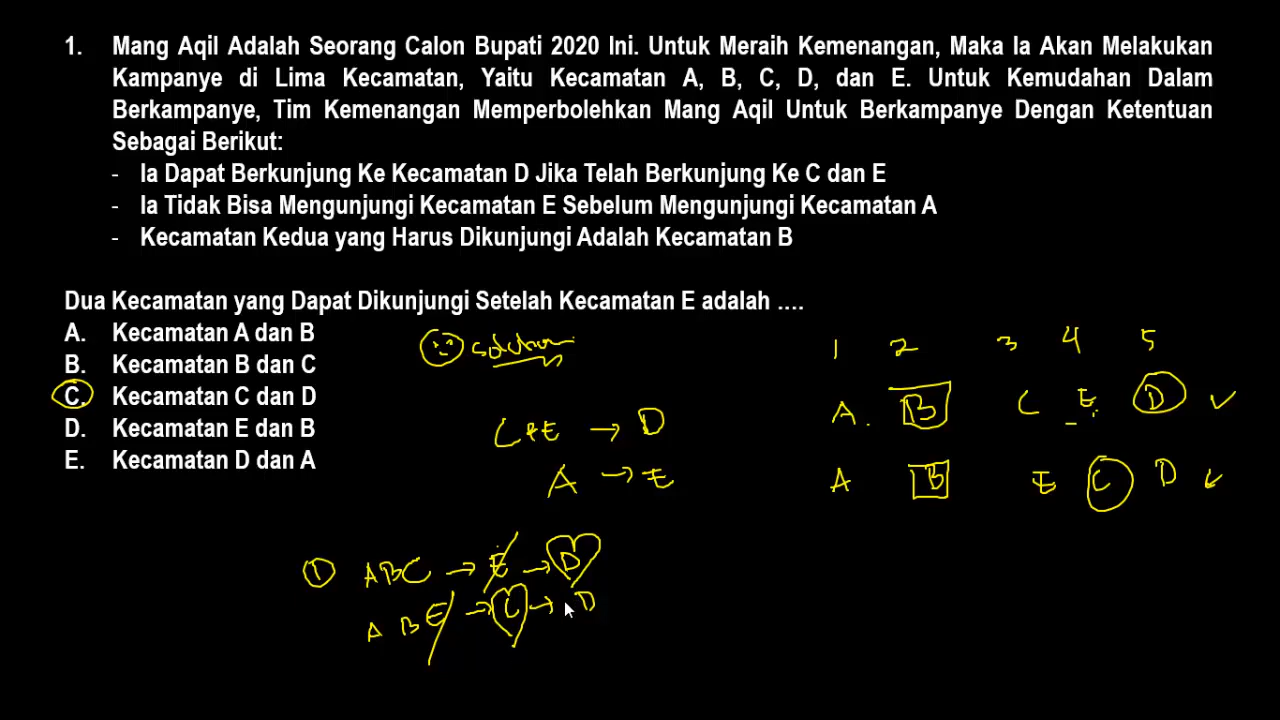 1. Mang Aqil Adalah Seorang Calon Bupati 2020 Ini. Untuk Meraih Kemenangan, Maka Ia Akan Melakukan
Kampanye di Lima Kecamatan, Yaitu Kecamatan A, B, C, D, dan E. Untuk Kemudahan Dalam
Berkampanye, Tim Kemenangan Memperbolehkan Mang Aqil Untuk Berkampanye Dengan Ketentuan
Sebagai Berikut:
- Ia Dapat Berkunjung Ke Kecamatan D Jika Telah Berkunjung Ke C dan E
- Ia Tidak Bisa Mengunjungi Kecamatan E Sebelum Mengunjungi Kecamatan A
- Kecamatan Kedua yang Harus Dikunjungi Adalah Kecamatan B
Dua Kecamatan yang Dapat Dikunjungi Setelah Kecamatan E adalah ....
A. Kecamatan A dan B
B. Kecamatan B dan C
C. Kecamatan C dan D
D. Kecamatan E dan B
E. Kecamatan D dan A
solution
C & E → D
A → E
1 2 3 4 5
A. B C E D
A B E C D
1 ABC → E → D
A B E → C → D